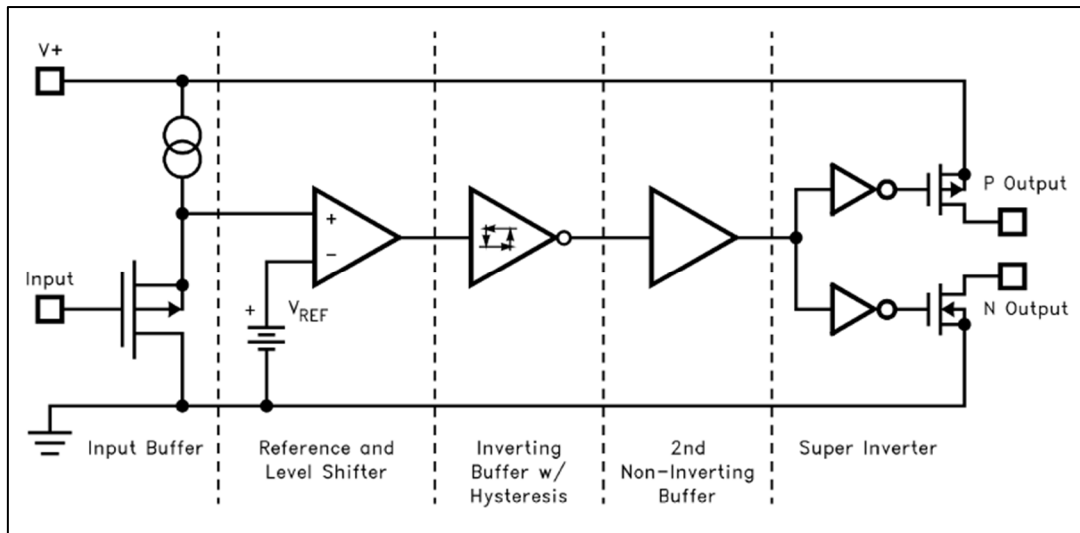 V+
Input
+
−
+
VREF
P Output
N Output
Input Buffer
Reference and
Level Shifter
Inverting
Buffer w/
Hysteresis
2nd
Non-Inverting
Buffer
Super Inverter